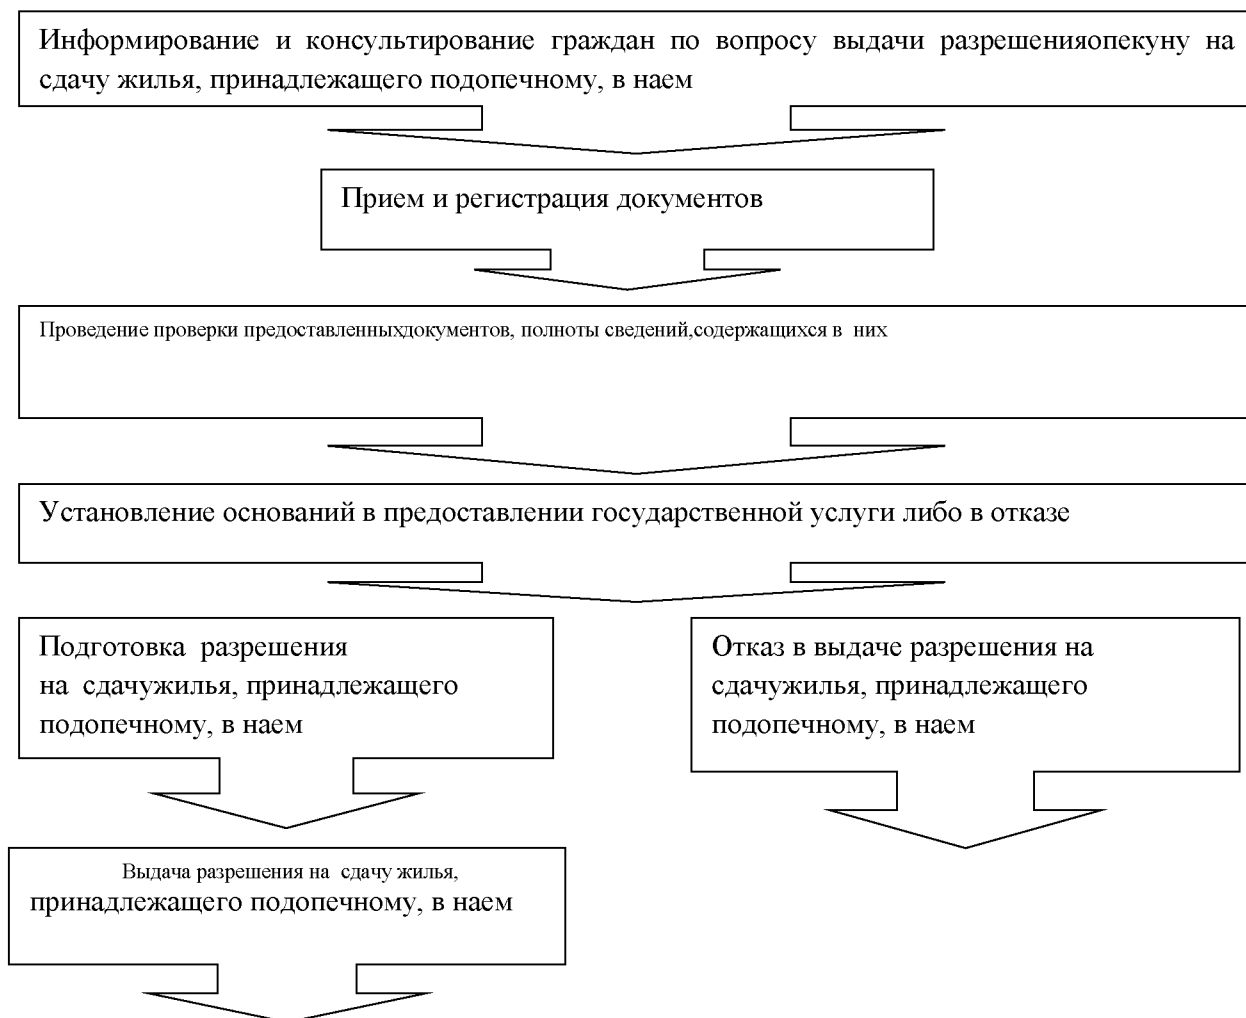 Информирование и консультирование граждан по вопросу выдачи разрешенияопекуну на
сдачу жилья, принадлежащего подопечному, в наем
Прием и регистрация документов
Проведение проверки предоставленныхдокументов, полноты сведений,содержащихся в них
Установление оснований в предоставлении государственной услуги либо в отказе
Подготовка разрешения
на сдачужилья, принадлежащего
подопечному, в наем
Отказ в выдаче разрешения на
сдачужилья, принадлежащего
подопечному, в наем
Выдача разрешения на сдачу жилья,
принадлежащего подопечному, в наем